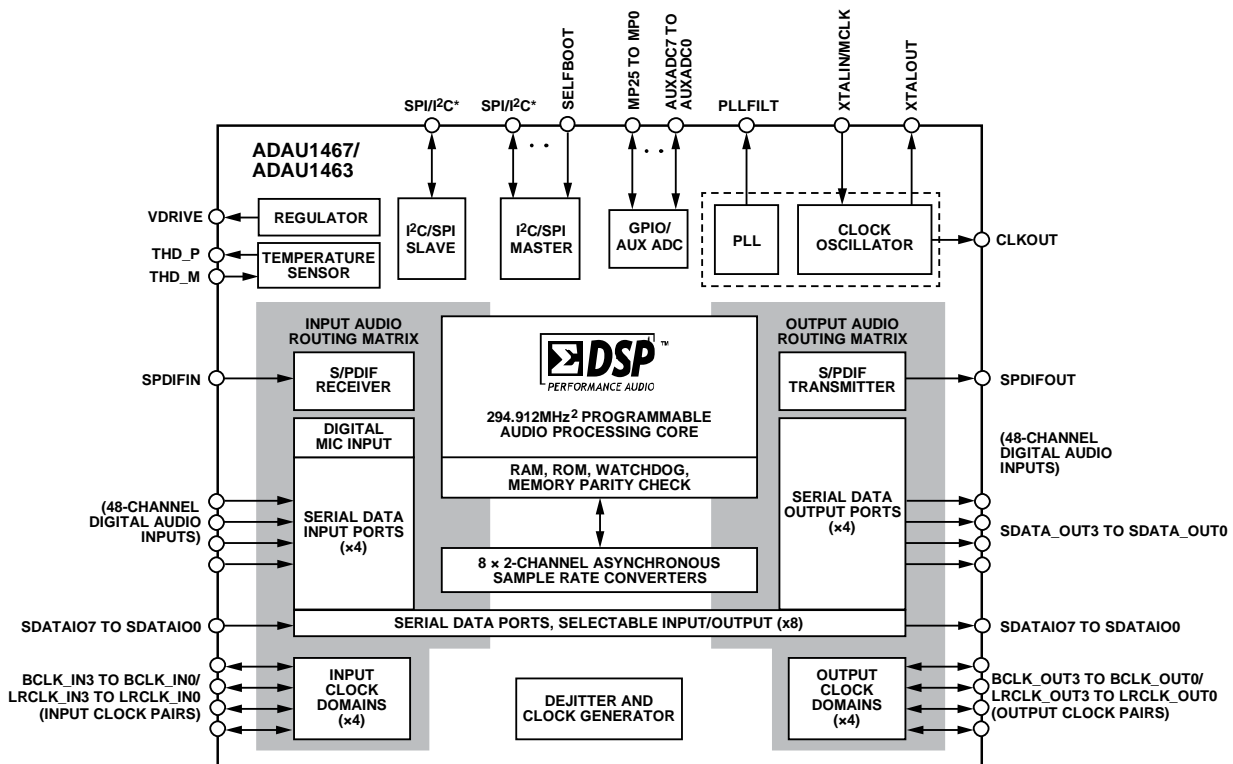 SPI/I2C*
SPI/I2C*
SELFBOOT
MP25 TO MP0
AUXADC7 TO
AUXADC0
PLLFILT
XTALIN/MCLK
XTALOUT
ADAU1467/
ADAU1463
VDRIVE
REGULATOR
THD_P
THD_M
TEMPERATURE
SENSOR
I2C/SPI
SLAVE
I2C/SPI
MASTER
GPIO/
AUX ADC
PLL
CLOCK
OSCILLATOR
CLKOUT
INPUT AUDIO
ROUTING MATRIX
OUTPUT AUDIO
ROUTING MATRIX
SPDIFIN
S/PDIF
RECEIVER
ΣDSP™
PERFORMANCE AUDIO
294.912MHz2 PROGRAMMABLE
AUDIO PROCESSING CORE
S/PDIF
TRANSMITTER
SPDIFOUT
DIGITAL
MIC INPUT
RAM, ROM, WATCHDOG,
MEMORY PARITY CHECK
(48-CHANNEL
DIGITAL AUDIO
INPUTS)
(48-CHANNEL
DIGITAL AUDIO
INPUTS)
SERIAL DATA
INPUT PORTS
(×4)
SERIAL DATA
OUTPUT PORTS
(×4)
SDATA_OUT3 TO SDATA_OUT0
8 × 2-CHANNEL ASYNCHRONOUS
SAMPLE RATE CONVERTERS
SDATAIO7 TO SDATAIO0
SERIAL DATA PORTS, SELECTABLE INPUT/OUTPUT (x8)
SDATAIO7 TO SDATAIO0
BCLK_IN3 TO BCLK_IN0/
LRCLK_IN3 TO LRCLK_IN0
(INPUT CLOCK PAIRS)
INPUT
CLOCK
DOMAINS
(×4)
DEJITTER AND
CLOCK GENERATOR
OUTPUT
CLOCK
DOMAINS
(×4)
BCLK_OUT3 TO BCLK_OUT0/
LRCLK_OUT3 TO LRCLK_OUT0
(OUTPUT CLOCK PAIRS)